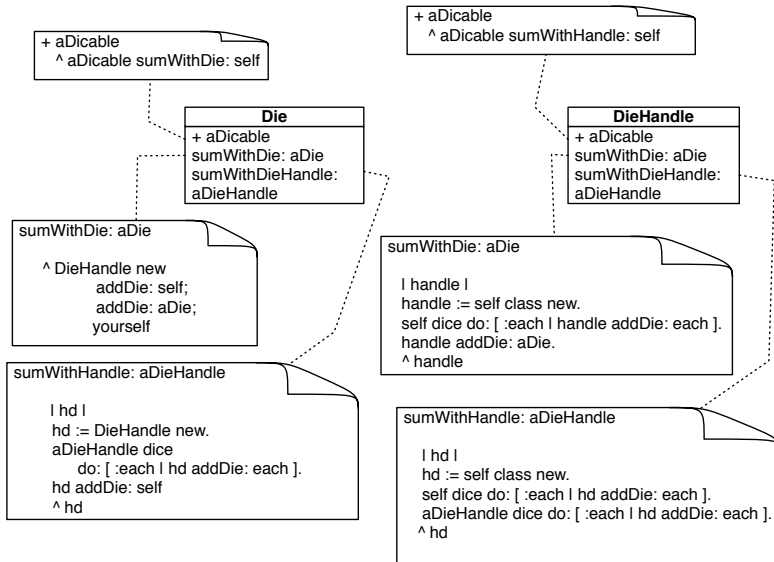 + aDicable
^ aDicable sumWithDie: self
Die
+ aDicable
sumWithDie: aDie
sumWithDieHandle:
aDieHandle
sumWithDie: aDie
^ DieHandle new
addDie: self;
addDie: aDie;
yourself
sumWithHandle: aDieHandle
| hd |
hd := DieHandle new.
aDieHandle dice
do: [ :each | hd addDie: each ].
hd addDie: self
^ hd
+ aDicable
^ aDicable sumWithHandle: self
DieHandle
+ aDicable
sumWithDie: aDie
sumWithDieHandle:
aDieHandle
sumWithDie: aDie
| handle |
handle := self class new.
self dice do: [ :each | handle addDie: each ].
handle addDie: aDie.
^ handle
sumWithHandle: aDieHandle
| hd |
hd := self class new.
self dice do: [ :each | hd addDie: each ].
aDieHandle dice do: [ :each | hd addDie: each ].
^ hd